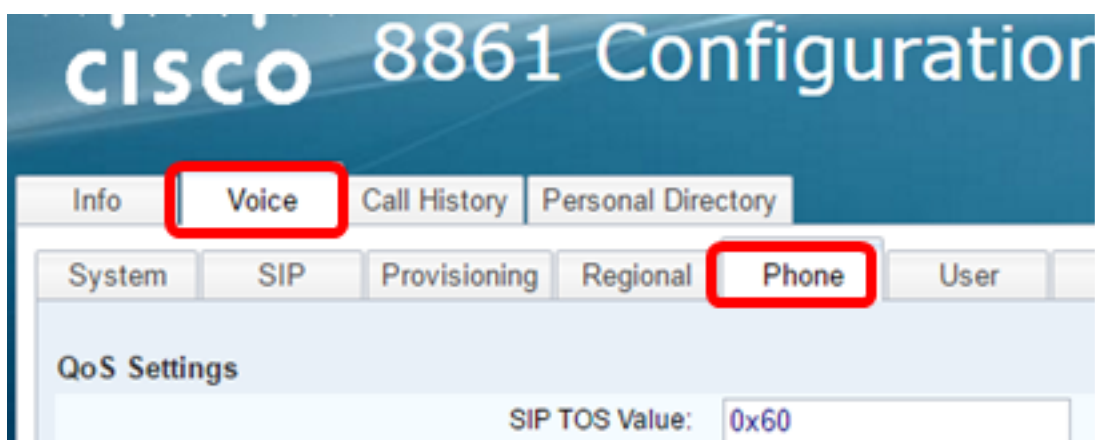 CISCO 8861 Configuration
Info Voice Call History Personal Directory
System SIP Provisioning Regional Phone User
QoS Settings
SIP TOS Value: 0x60